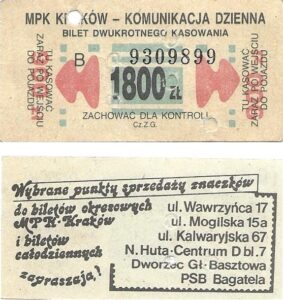 MPK KRAKÓW – KOMUNIKACJA DZIENNA
BILET DWUKROTNEGO KASOWANIA
B 9309899
1800 ZŁ
ZACHOWAĆ DLA KONTROLI
Cz.Z.G.
TU KASOWAĆ
ZARAZ PO WEJŚCIU
DO POJAZDU
TU KASOWAĆ
ZARAZ PO WEJŚCIU
DO POJAZDU
Wybrane punkty sprzedaży znaczków
do biletów okresowych
MPK-Kraków
i biletów
całodziennych
zapraszają!
ul. Wawrzyńca 17
ul. Mogilska 15a
ul. Kalwaryjska 67
N. Huta Centrum D bl. 7
Dworzec Gł.-Basztowa
PSB Bagatela